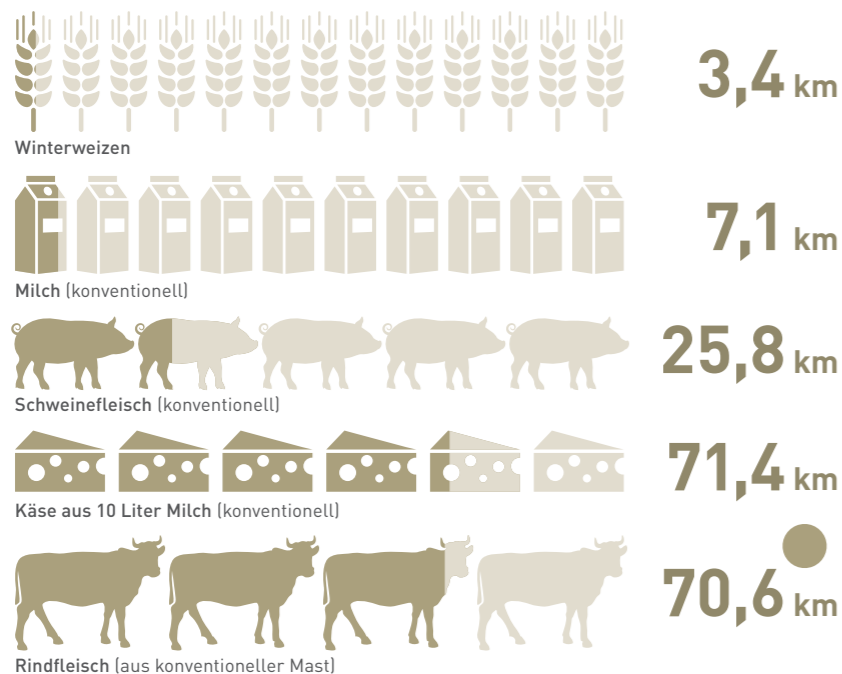 3,4 km
Winterweizen
7,1 km
Milch (konventionell)
25,8 km
Schweinefleisch (konventionell)
71,4 km
Käse aus 10 Liter Milch (konventionell)
70,6 km
Rindfleisch (aus konventioneller Mast)